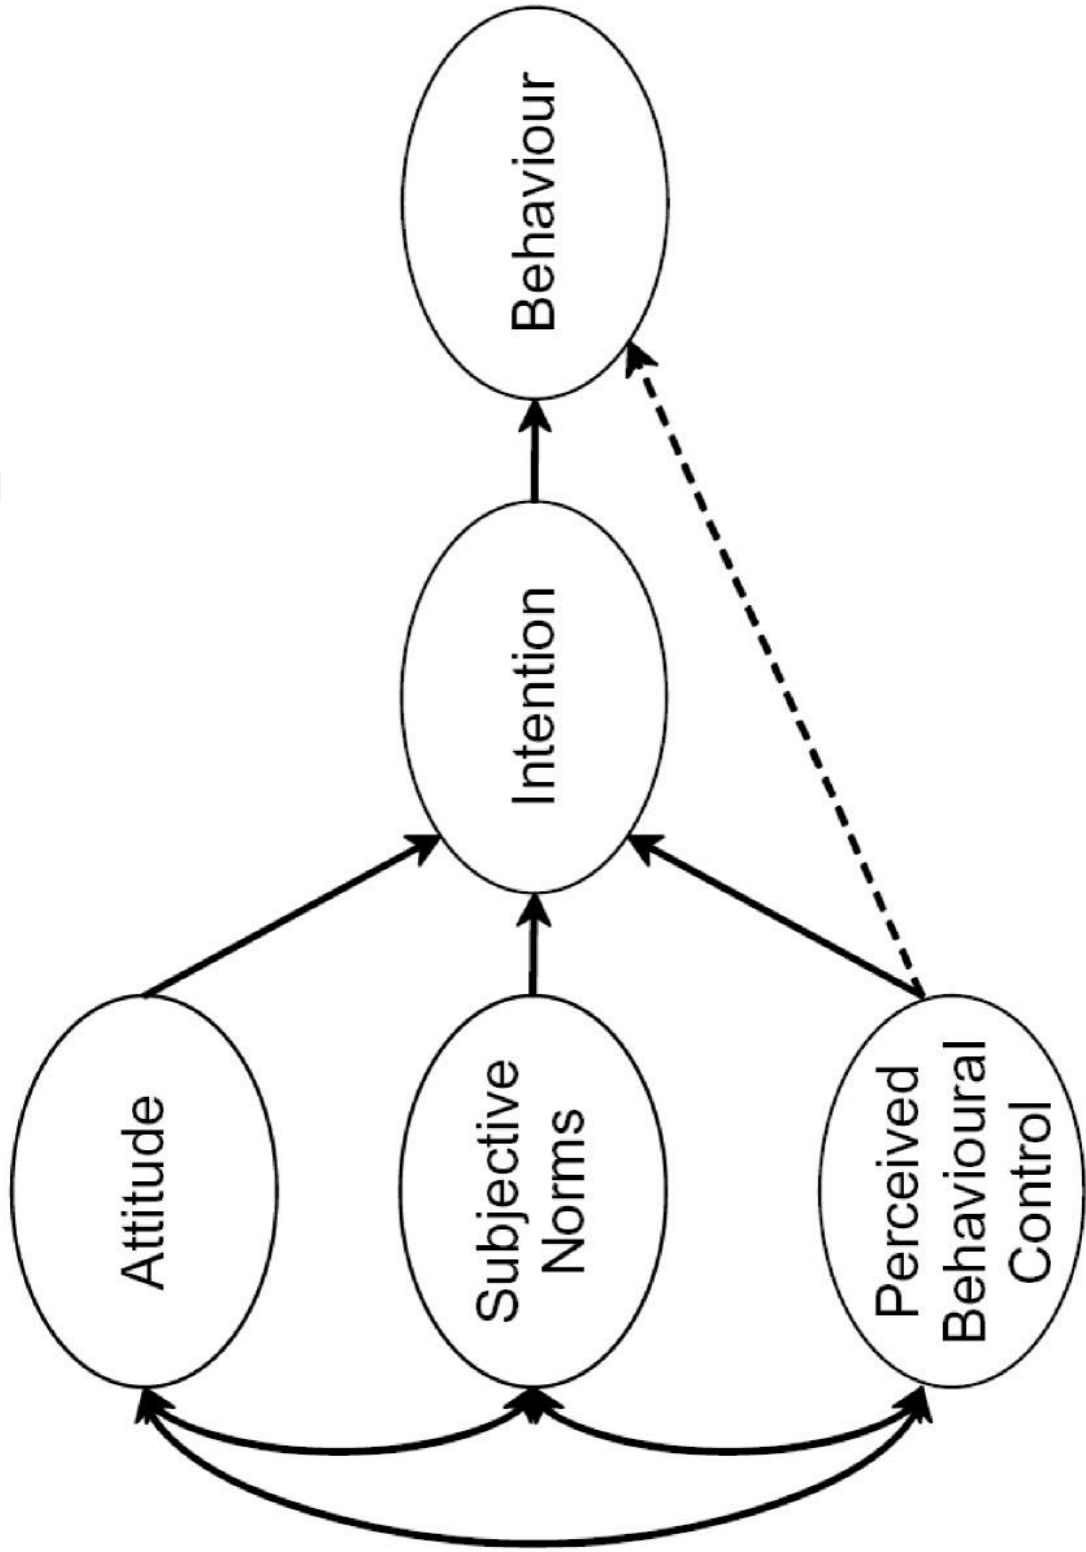 Attitude
Subjective
Norms
Perceived
Behavioural
Control
Intention
Behaviour